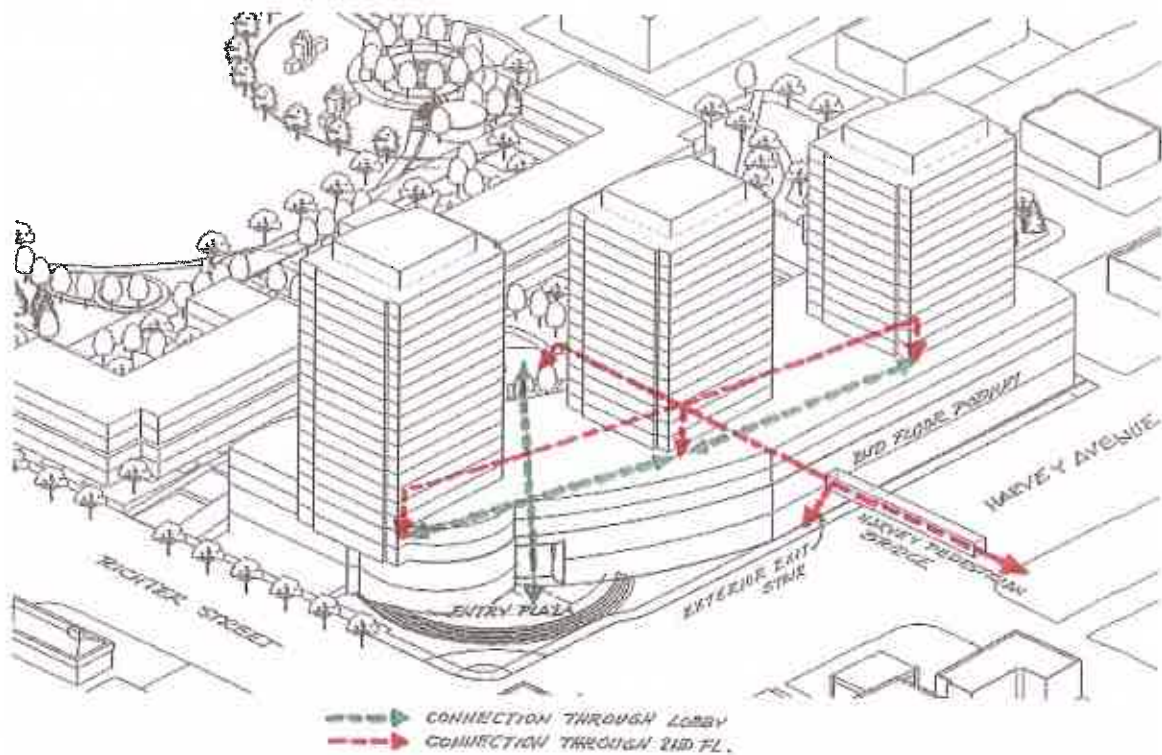 2ND FLOOR PODIUM
HARVEY AVENUE
HARVEY PEDESTRIAN
BRIDGE
RICHTER STREET
ENTRY PLAZA
EXTERIOR EXIT
STAIR
CONNECTION THROUGH LOBBY
CONNECTION THROUGH 2ND FL.